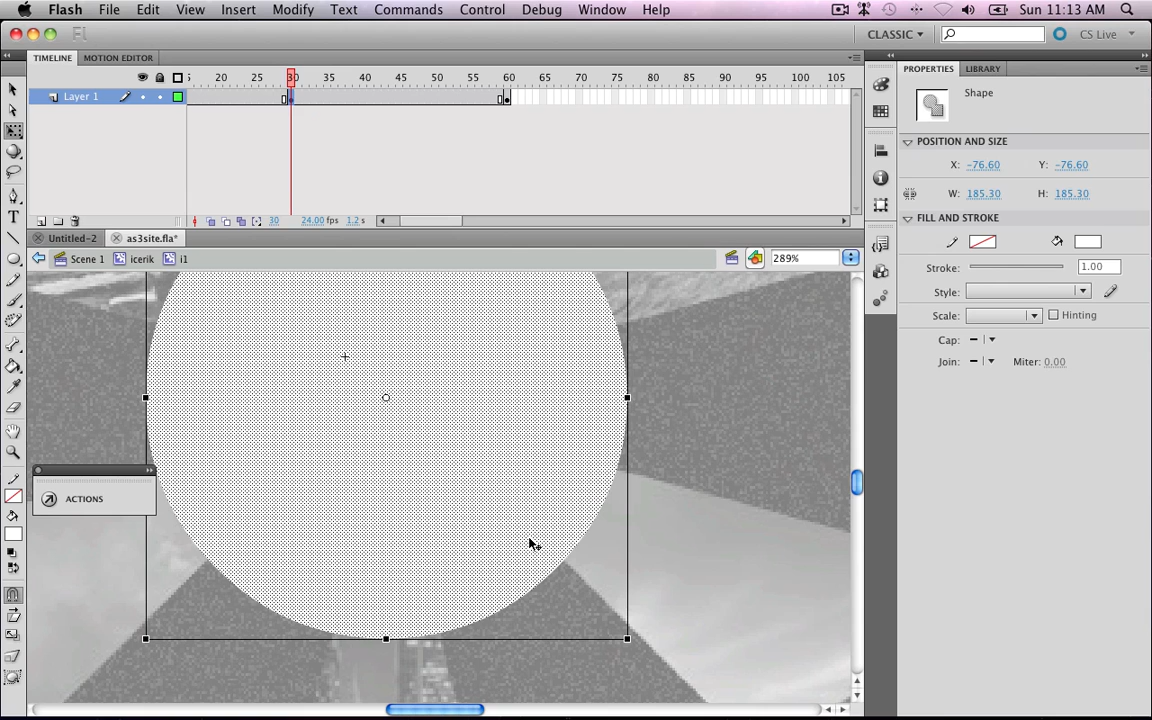 Flash File Edit View Insert Modify Text Commands Control Debug Window Help Sun 11:13 AM
Fl CLASSIC CS Live
TIMELINE MOTION EDITOR
20 25 30 35 40 45 50 55 60 65 70 75 80 85 90 95 100 105
Layer 1
30 24.00 fps 1.2 s
Untitled-2 as3site.fla*
Scene 1 icerik i1 289%
ACTIONS
PROPERTIES LIBRARY
Shape
POSITION AND SIZE
X: -76.60 Y: -76.60
W: 185.30 H: 185.30
FILL AND STROKE
Stroke: 1.00
Style:
Scale: Hinting
Cap:
Join: Miter: 0.00